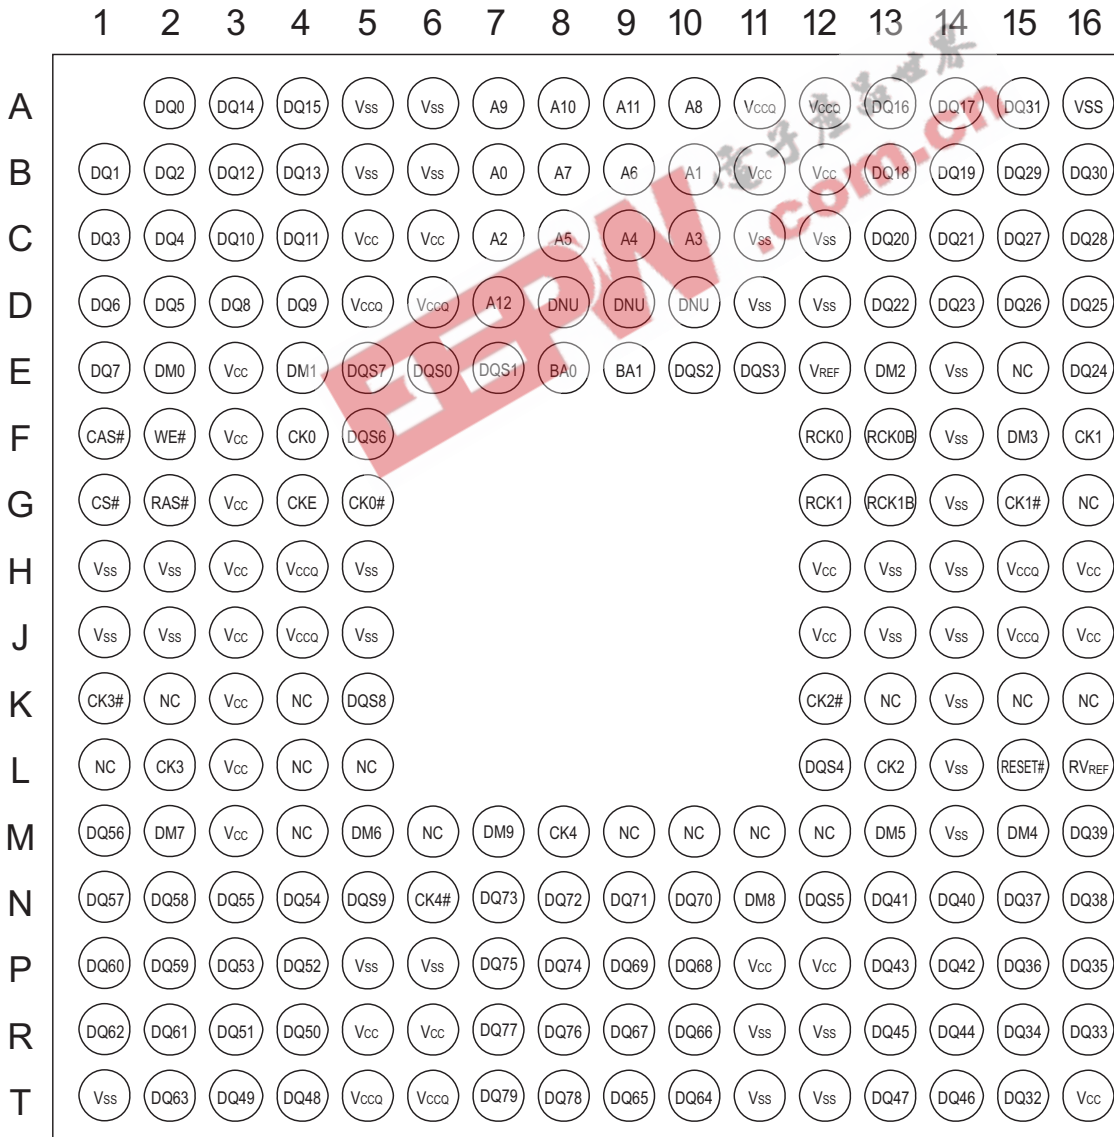 1 2 3 4 5 6 7 8 9 10 11 12 13 14 15 16
A DQ0 DQ14 DQ15 Vss Vss A9 A10 A11 A8 VCCQ VCCQ DQ16 DQ17 DQ31 VSS
B DQ1 DQ2 DQ12 DQ13 Vss Vss A0 A7 A6 A1 Vcc Vcc DQ18 DQ19 DQ29 DQ30
C DQ3 DQ4 DQ10 DQ11 Vcc Vcc A2 A5 A4 A3 Vss Vss DQ20 DQ21 DQ27 DQ28
D DQ6 DQ5 DQ8 DQ9 VCCQ VCCQ A12 DNU DNU DNU Vss Vss DQ22 DQ23 DQ26 DQ25
E DQ7 DM0 Vcc DM1 DQS7 DQS0 DQS1 BA0 BA1 DQS2 DQS3 VREF DM2 Vss NC DQ24
F CAS# WE# Vcc CK0 DQS6 RCK0 RCK0B Vss DM3 CK1
G CS# RAS# Vcc CKE CK0# RCK1 RCK1B Vss CK1# NC
H Vss Vss Vcc VCCQ Vss Vcc Vss Vss VCCQ Vcc
J Vss Vss Vcc VCCQ Vss Vcc Vss Vss VCCQ Vcc
K CK3# NC Vcc NC DQS8 CK2# NC Vss NC NC
L NC CK3 Vcc NC NC DQS4 CK2 Vss RESET# RVREF
M DQ56 DM7 Vcc NC DM6 NC DM9 CK4 NC NC NC NC DM5 Vss DM4 DQ39
N DQ57 DQ58 DQ55 DQ54 DQS9 CK4# DQ73 DQ72 DQ71 DQ70 DM8 DQS5 DQ41 DQ40 DQ37 DQ38
P DQ60 DQ59 DQ53 DQ52 Vss Vss DQ75 DQ74 DQ69 DQ68 Vcc Vcc DQ43 DQ42 DQ36 DQ35
R DQ62 DQ61 DQ51 DQ50 Vcc Vcc DQ77 DQ76 DQ67 DQ66 Vss Vss DQ45 DQ44 DQ34 DQ33
T Vss DQ63 DQ49 DQ48 VCCQ VCCQ DQ79 DQ78 DQ65 DQ64 Vss Vss DQ47 DQ46 DQ32 Vcc
EEPW
.com.cn